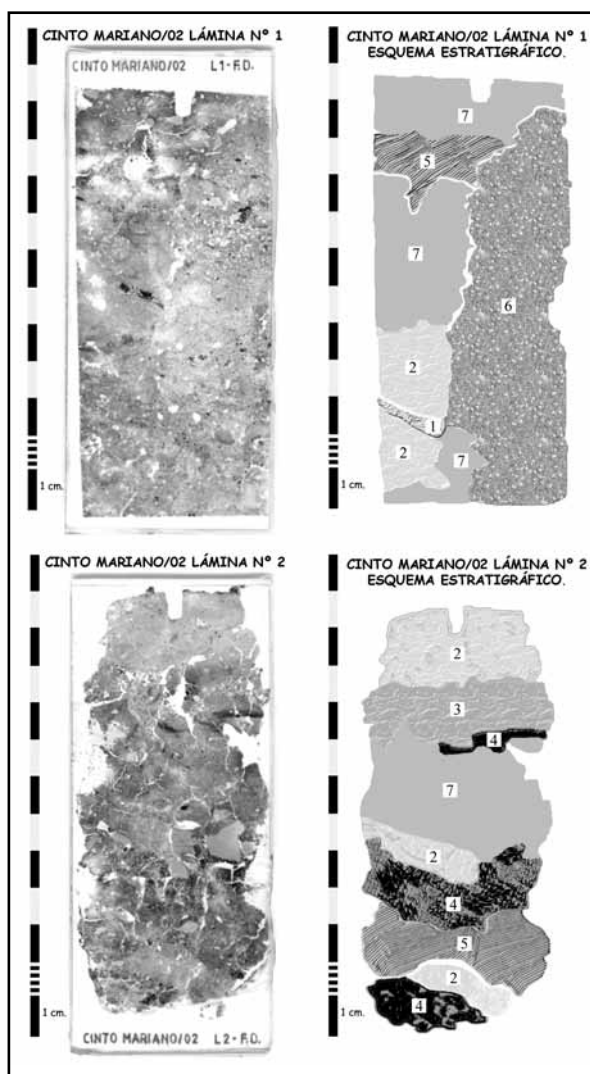 CINTO MARIANO/02 LÁMINA Nº 1
CINTO MARIANO/02 L1-F.D.
1 cm.
CINTO MARIANO/02 LÁMINA Nº 1
ESQUEMA ESTRATIGRÁFICO.
7
5
7
6
2
1
2
7
1 cm.
CINTO MARIANO/02 LÁMINA Nº 2
CINTO MARIANO/02 L2-F.D.
1 cm.
CINTO MARIANO/02 LÁMINA Nº 2
ESQUEMA ESTRATIGRÁFICO.
2
3
4
7
2
4
5
2
4
1 cm.